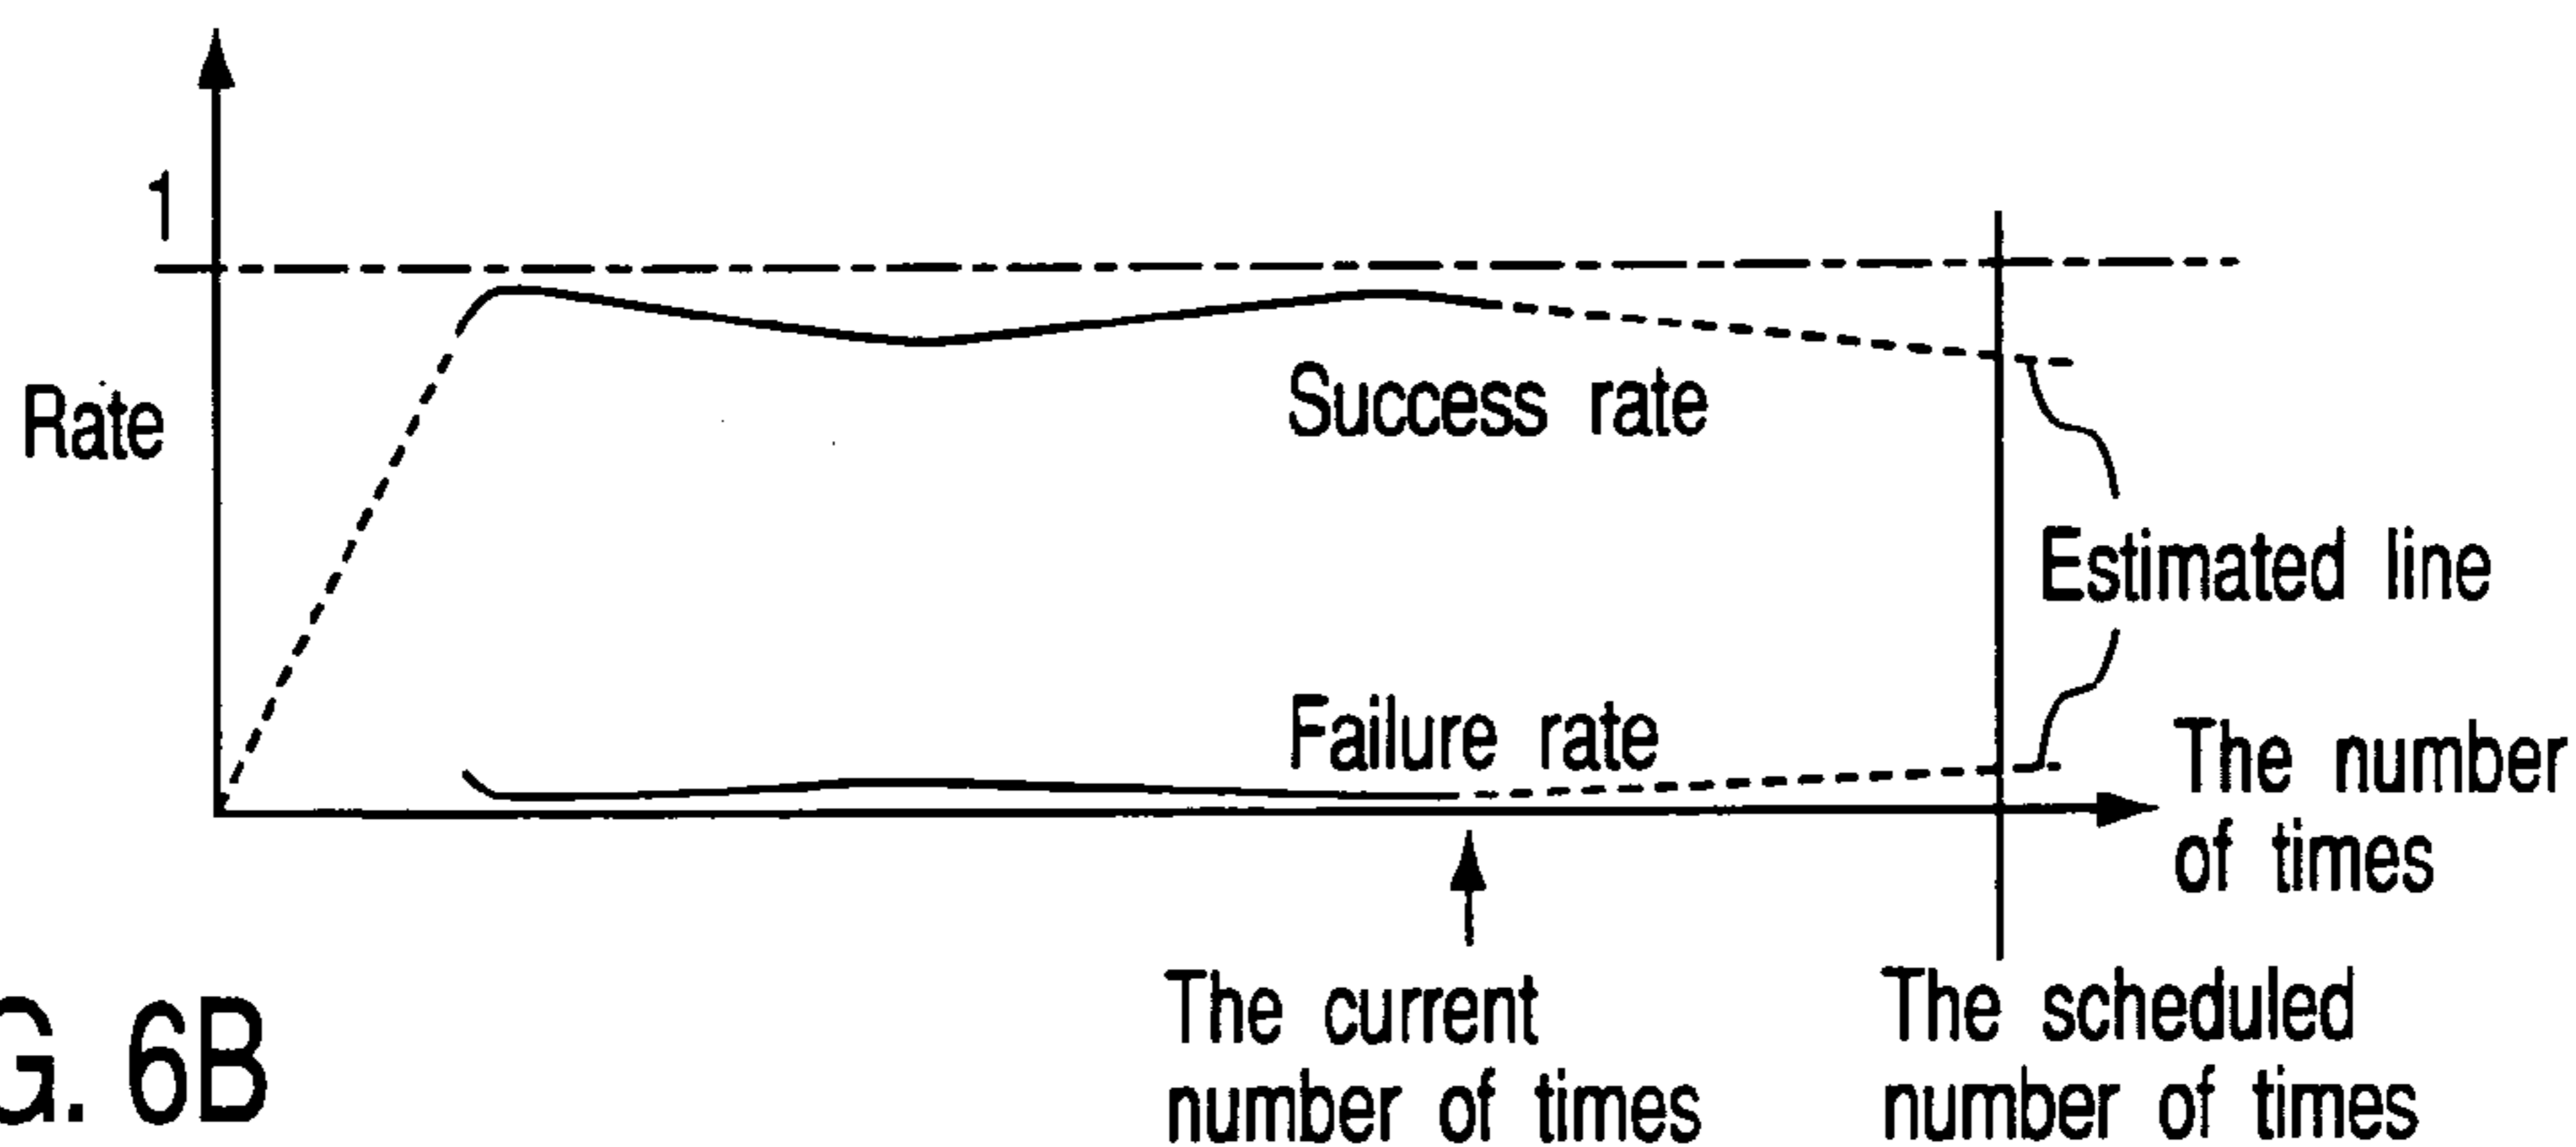 1
Rate
Success rate
Estimated line
Failure rate
The number
of times
The current
number of times
The scheduled
number of times
G. 6B